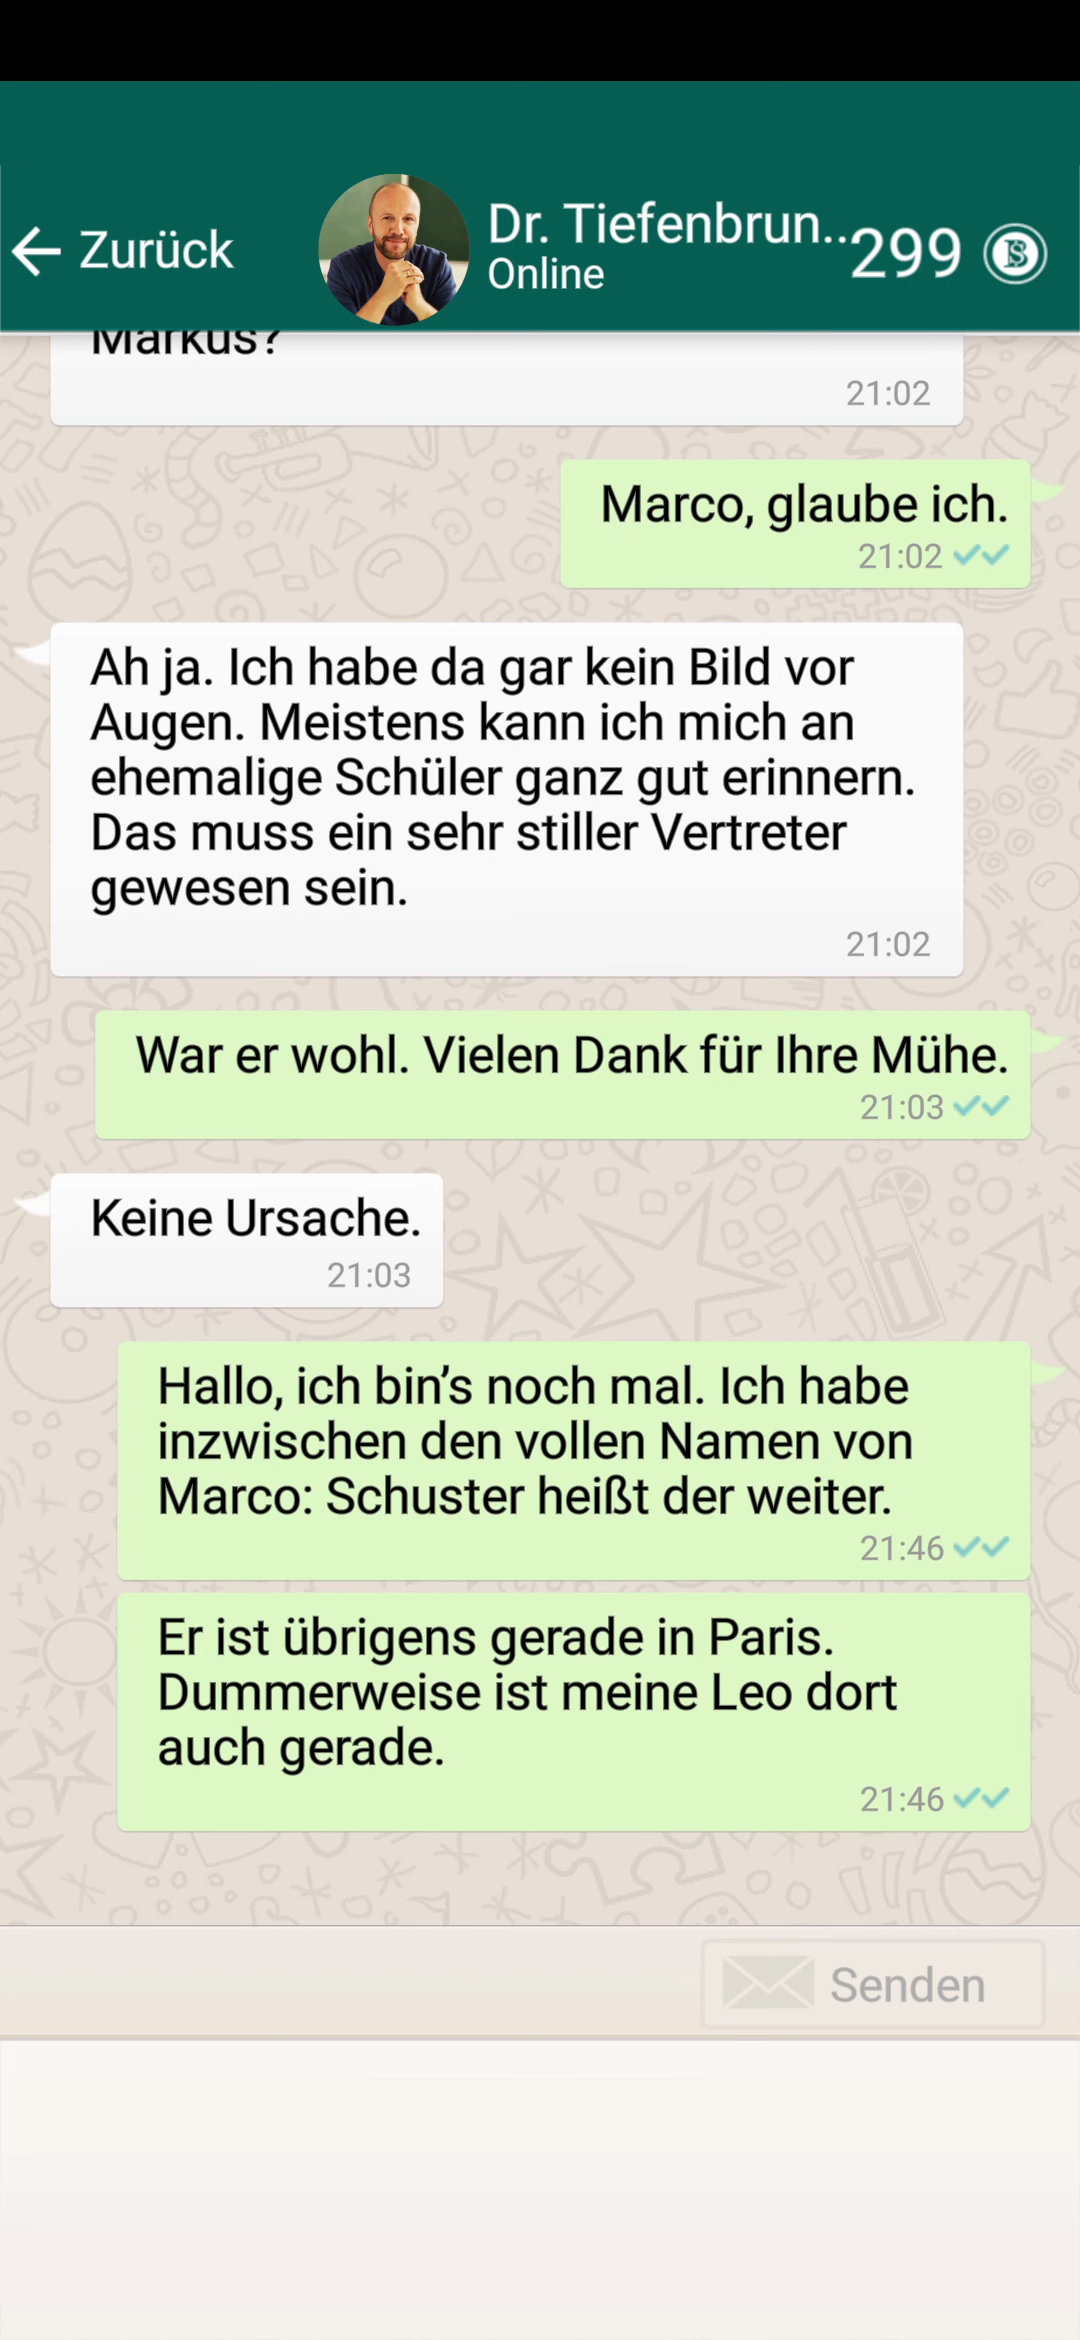 Zurück
Dr. Tiefenbrun..
299
Online
Markus?
21:02
Marco, glaube ich.
21:02
Ah ja. Ich habe da gar kein Bild vor
Augen. Meistens kann ich mich an
ehemalige Schüler ganz gut erinnern.
Das muss ein sehr stiller Vertreter
gewesen sein.
21:02
War er wohl. Vielen Dank für Ihre Mühe.
21:03
Keine Ursache.
21:03
Hallo, ich bin’s noch mal. Ich habe
inzwischen den vollen Namen von
Marco: Schuster heißt der weiter.
21:46
Er ist übrigens gerade in Paris.
Dummerweise ist meine Leo dort
auch gerade.
21:46
Senden